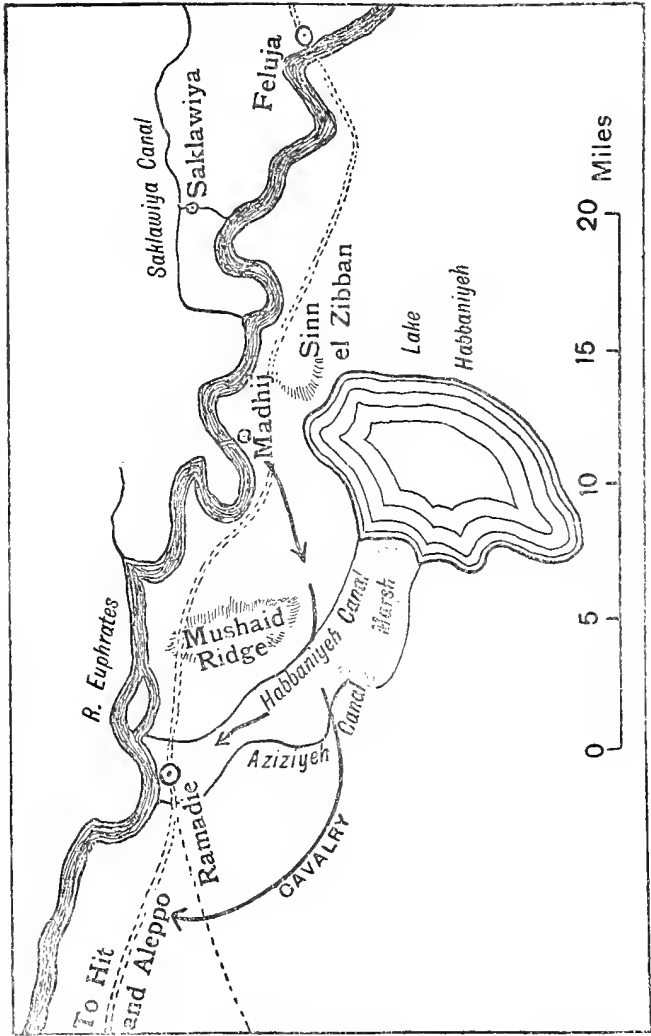 To Hit
and Aleppo
Ramadie
R. Euphrates
Mushaid
Ridge
Habbaniyeh Canal
Marsh
Aziziyeh
Canal
CAVALRY
Madhij
Sinn
el Zibban
Lake
Habbaniyeh
Saklawiya Canal
Saklawiya
Feluja
0 5 10 15 20 Miles